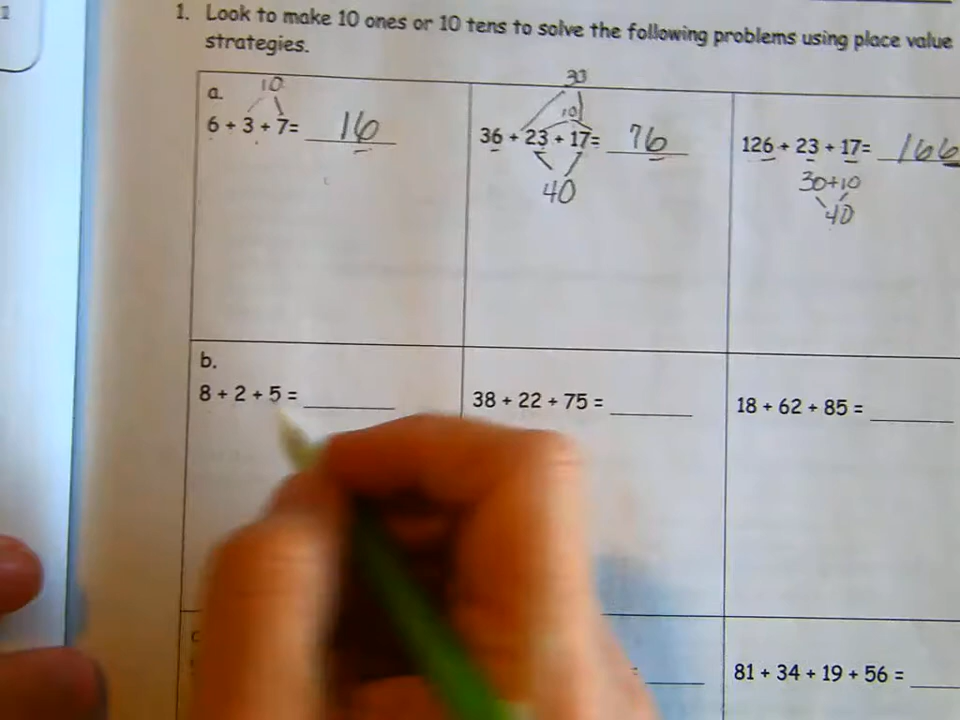 1
1. Look to make 10 ones or 10 tens to solve the following problems using place value
strategies.
a.
10
6 + 3 + 7= 16
30
10
36 + 23 + 17= 76
40
126 + 23 + 17= 166
30+10
40
b.
8 + 2 + 5 =
38 + 22 + 75 =
18 + 62 + 85 =
81 + 34 + 19 + 56 =